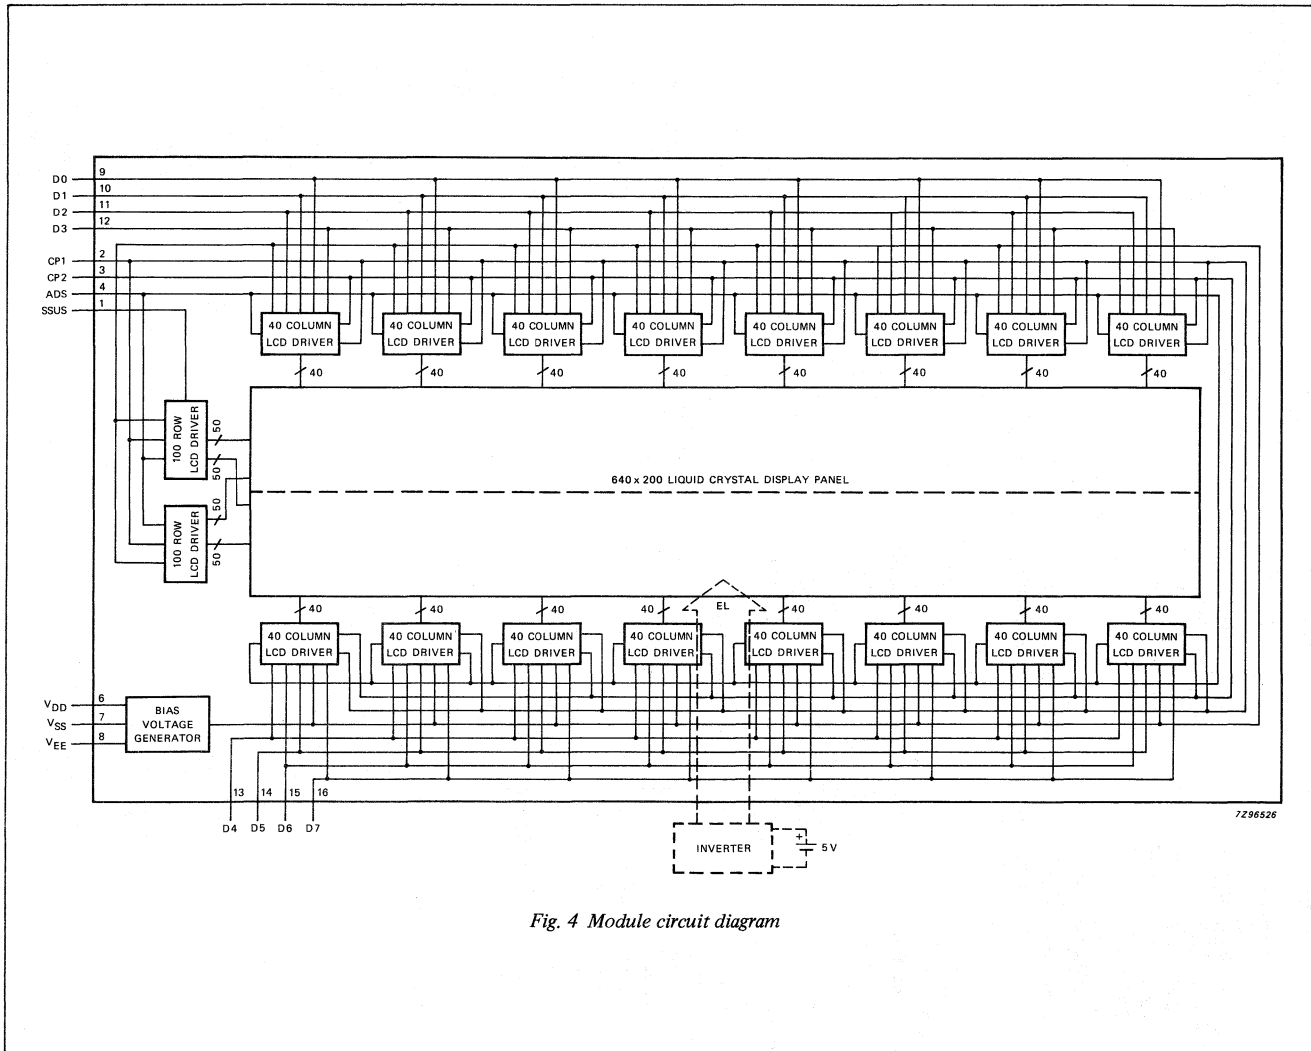 D0 9
D1 10
D2 11
D3 12
CP1 2
CP2 3
ADS 4
SSUS 1
40 COLUMN LCD DRIVER
40 COLUMN LCD DRIVER
40 COLUMN LCD DRIVER
40 COLUMN LCD DRIVER
40 COLUMN LCD DRIVER
40 COLUMN LCD DRIVER
40 COLUMN LCD DRIVER
40 COLUMN LCD DRIVER
40 40 40 40 40 40 40 40
100 ROW LCD DRIVER
50
50
640 x 200 LIQUID CRYSTAL DISPLAY PANEL
100 ROW LCD DRIVER
50
50
EL
40 40 40 40 40 40 40 40
40 COLUMN LCD DRIVER
40 COLUMN LCD DRIVER
40 COLUMN LCD DRIVER
40 COLUMN LCD DRIVER
40 COLUMN LCD DRIVER
40 COLUMN LCD DRIVER
40 COLUMN LCD DRIVER
40 COLUMN LCD DRIVER
VDD 6
VSS 7
VEE 8
BIAS VOLTAGE GENERATOR
13 14 15 16
D4 D5 D6 D7
7Z96526
INVERTER
+ 5 V
Fig. 4 Module circuit diagram